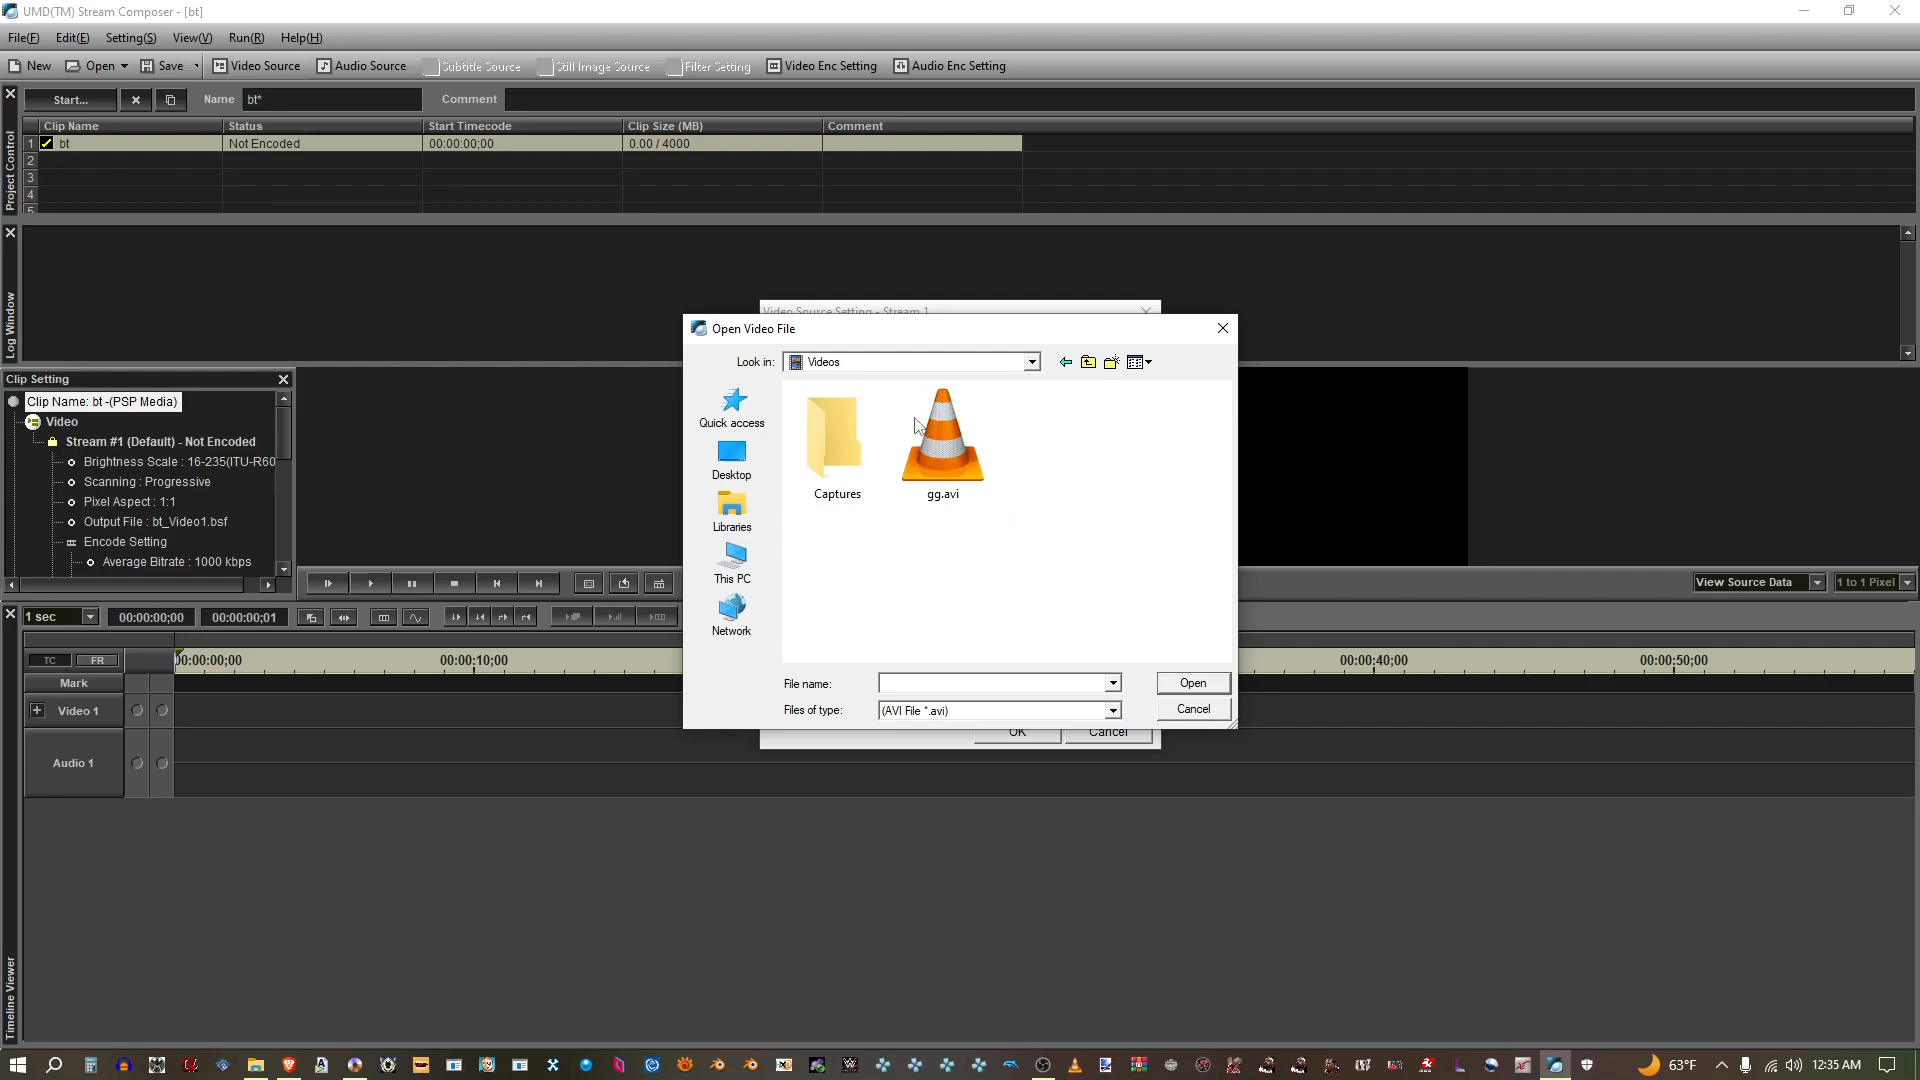 UMD(TM) Stream Composer - [bt]
File(F) Edit(E) Setting(S) View(V) Run(R) Help(H)
New Open Save Video Source Audio Source Subtitle Source Still Image Source Filter Setting Video Enc Setting Audio Enc Setting
Start... Name bt* Comment
Clip Name Status Start Timecode Clip Size (MB) Comment
1 bt Not Encoded 00:00:00;00 0.00 / 4000
2
3
4
5
Project Control
Log Window
Video Source Setting - Stream 1
Open Video File
Look in: Videos
Quick access
Desktop
Libraries
This PC
Network
Captures
gg.avi
File name:
Open
Files of type: (AVI File *.avi)
Cancel
OK Cancel
Clip Setting
Clip Name: bt -(PSP Media)
Video
Stream #1 (Default) - Not Encoded
Brightness Scale : 16-235(ITU-R60
Scanning : Progressive
Pixel Aspect : 1:1
Output File : bt_Video1.bsf
Encode Setting
Average Bitrate : 1000 kbps
View Source Data 1 to 1 Pixel
1 sec 00:00:00;00 00:00:00;01
TC FR 00:00:00;00 00:00:10;00 00:00:40;00 00:00:50;00
Mark
Video 1
Audio 1
Timeline Viewer
63°F 12:35 AM